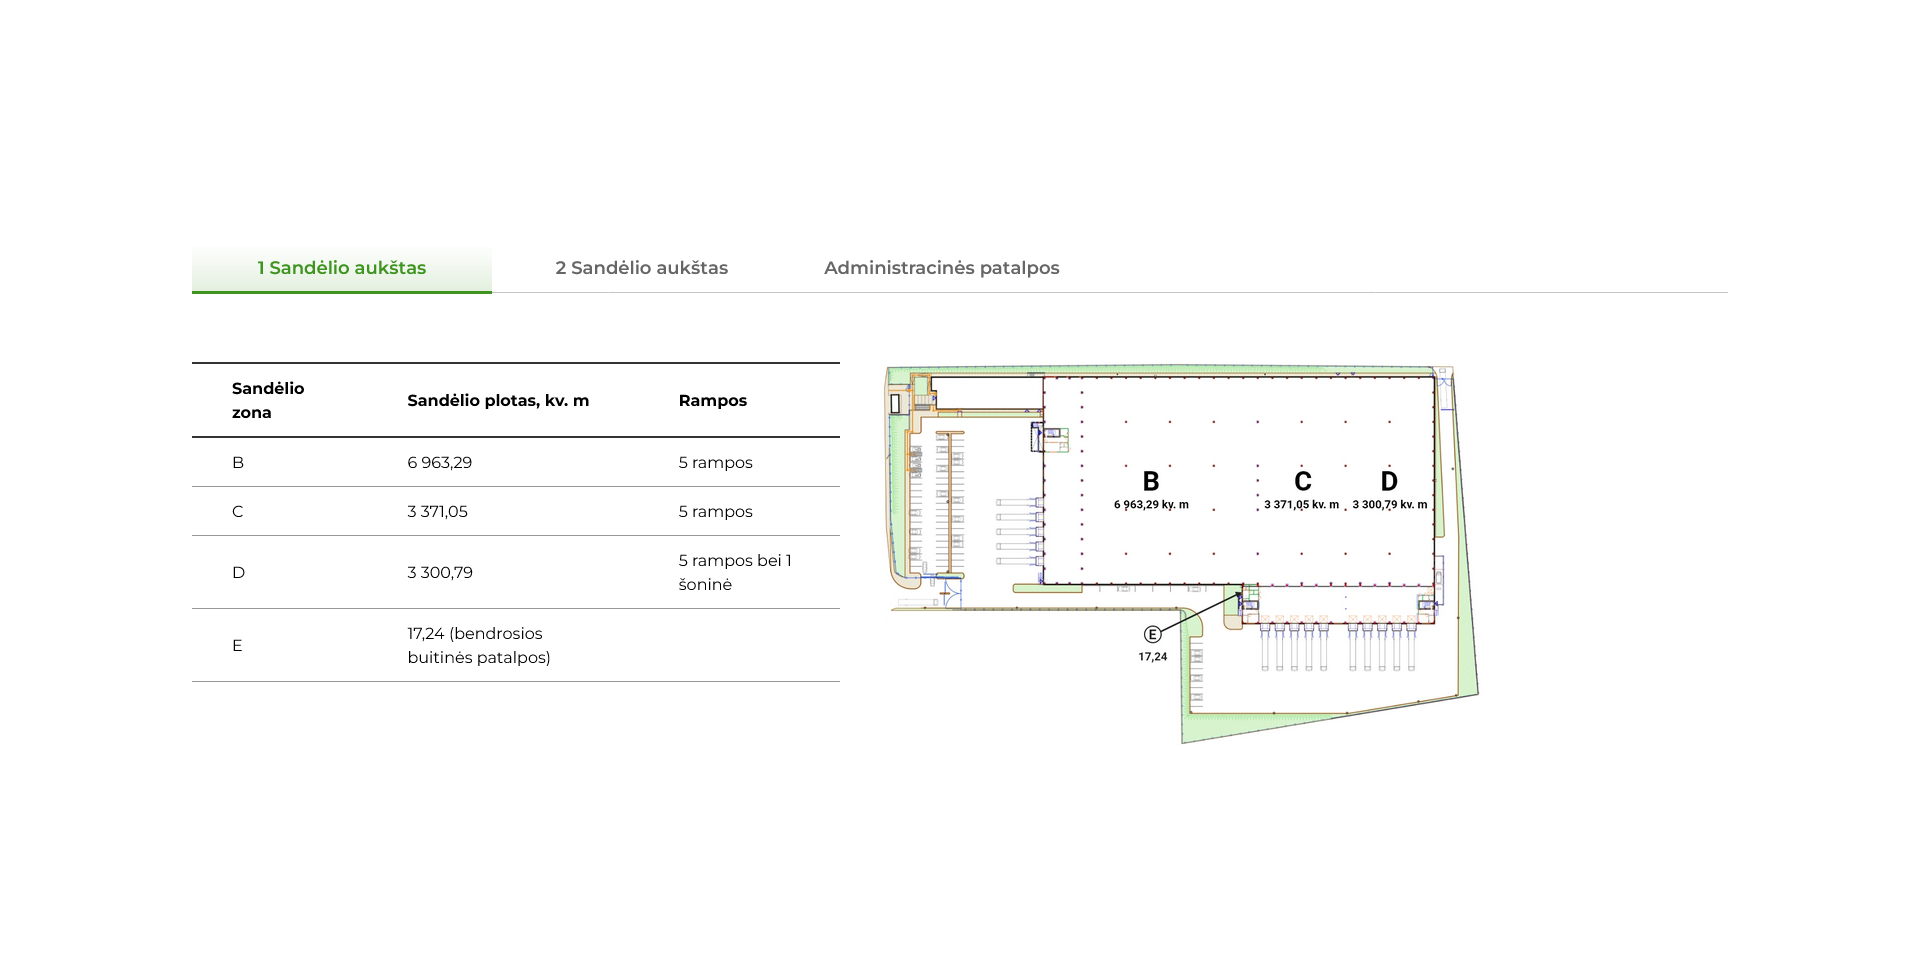 1 Sandėlio aukštas
2 Sandėlio aukštas
Administracinės patalpos
Sandėlio
zona
Sandėlio plotas, kv. m
Rampos
B
6 963,29
5 rampos
C
3 371,05
5 rampos
D
3 300,79
5 rampos bei 1
šoninė
E
17,24 (bendrosios
buitinės patalpos)
B
6 963,29 kv. m
C
3 371,05 kv. m
D
3 300,79 kv. m
E
17,24